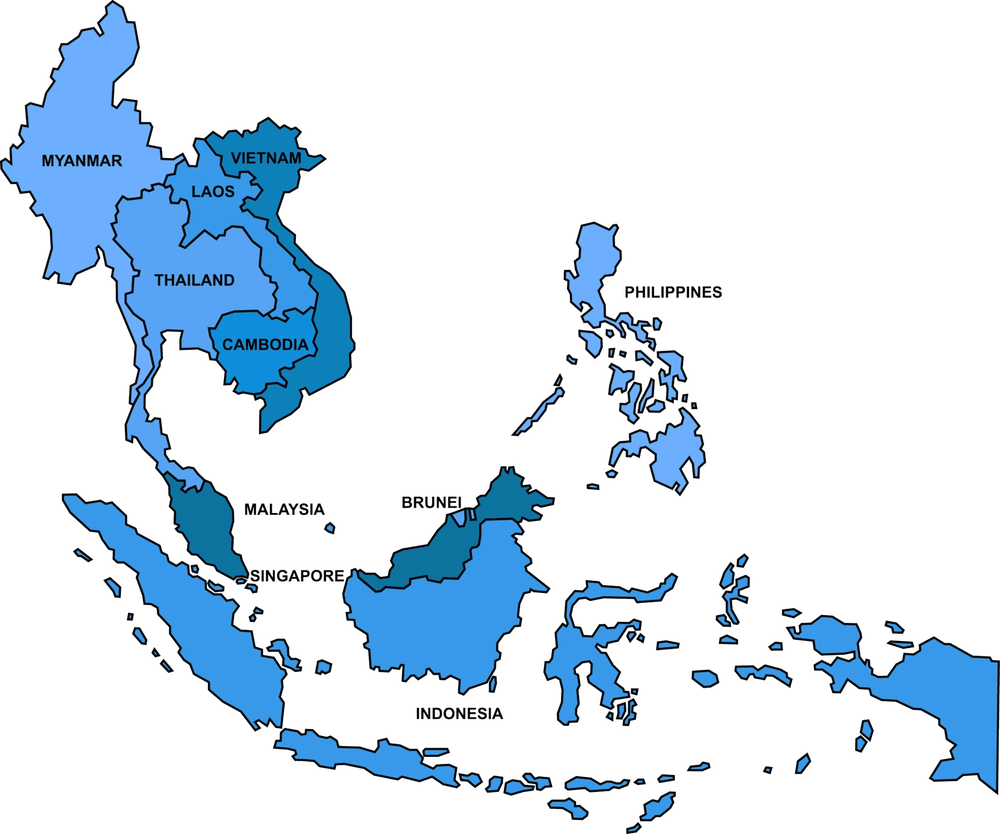 MYANMAR
VIETNAM
LAOS
THAILAND
PHILIPPINES
CAMBODIA
BRUNEI
MALAYSIA
SINGAPORE
INDONESIA